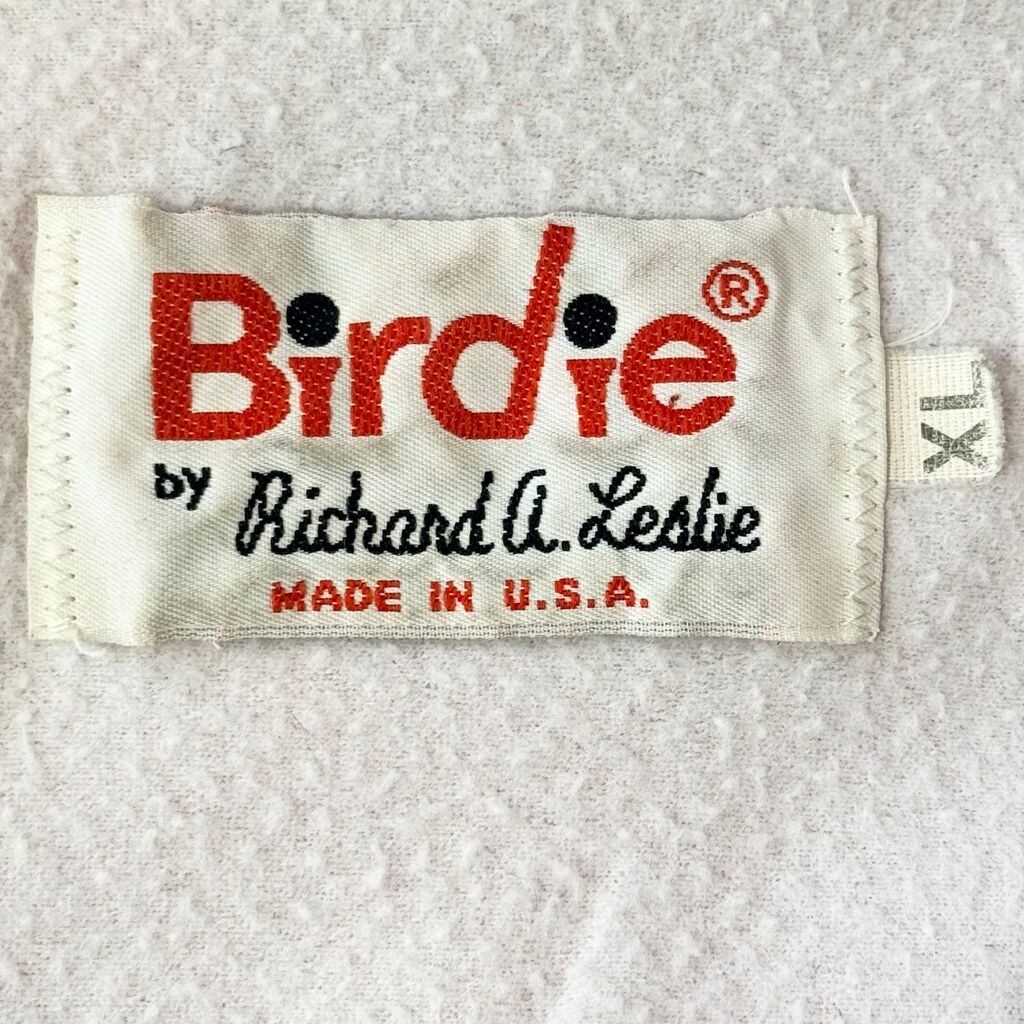 Birdie®
by Richard A. Leslie
MADE IN U.S.A.
XL